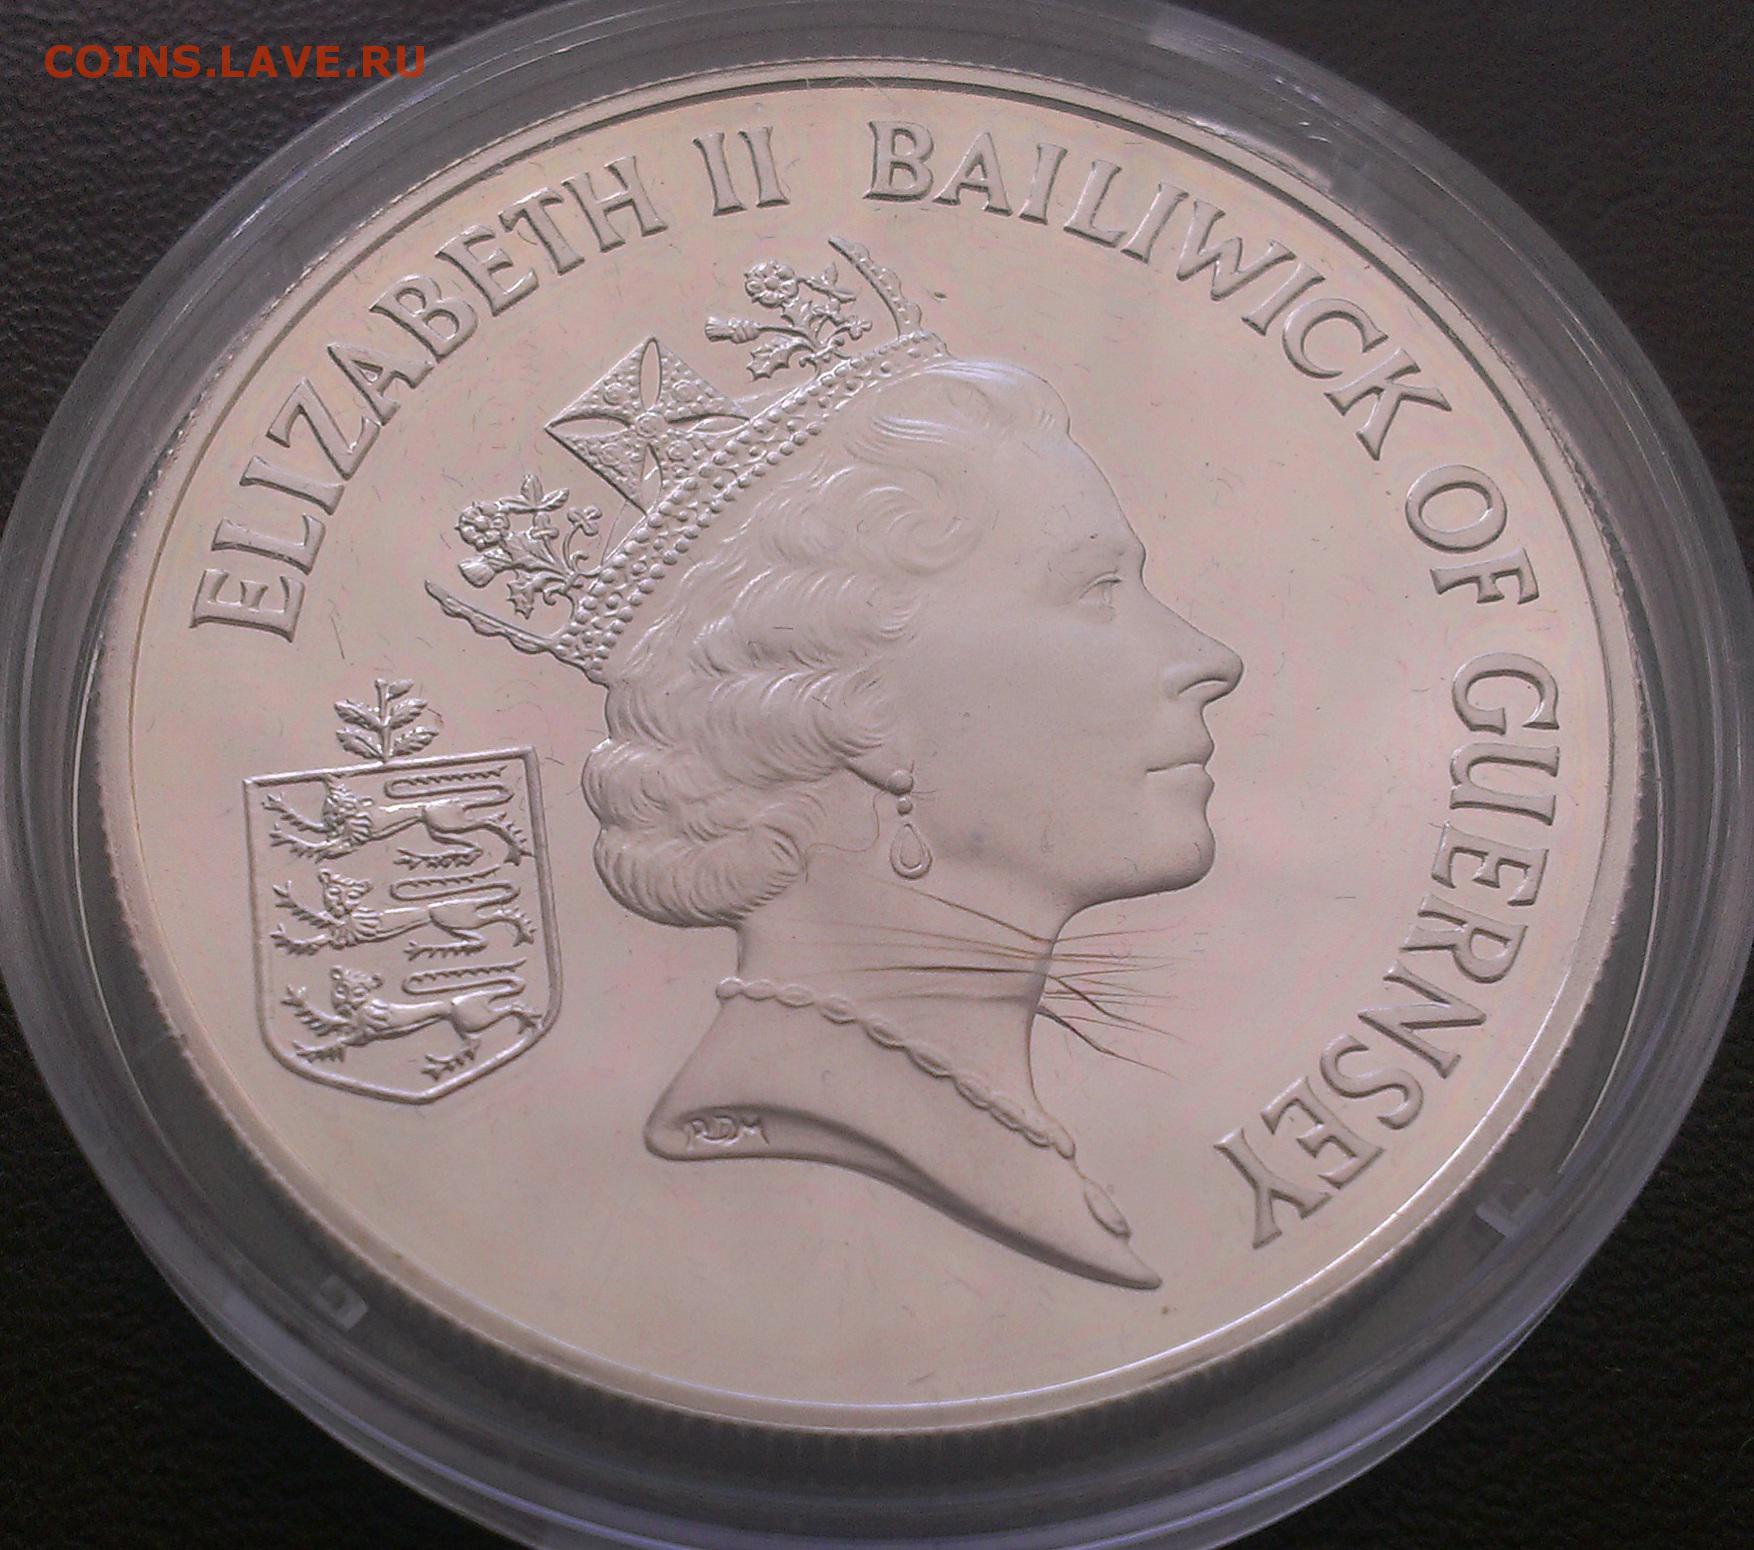 COINS.LAVE.RU
ELIZABETH II BAILIWICK OF GUERNSEY
RDM